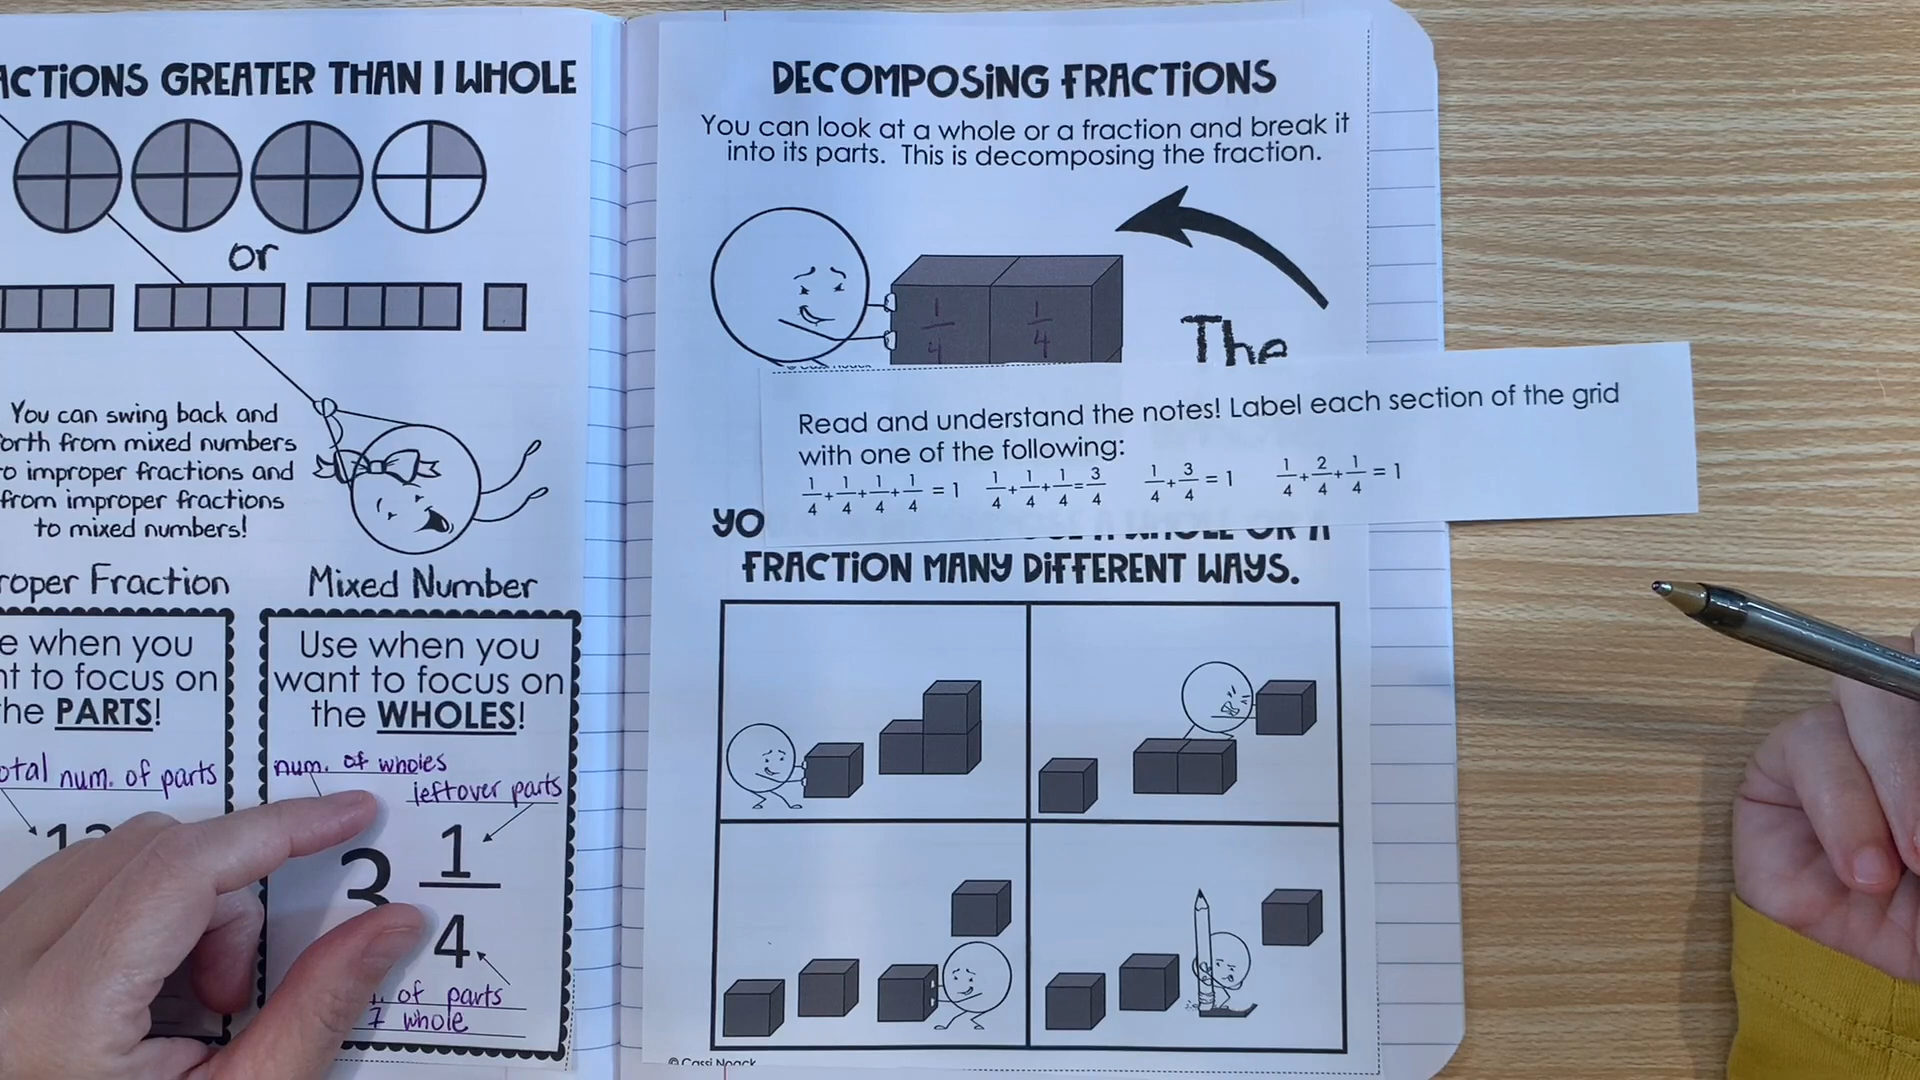 ACTIONS GREATER THAN 1 WHOLE
or
You can swing back and
orth from mixed numbers
o improper fractions and
from improper fractions
to mixed numbers!
roper Fraction
Mixed Number
e when you
nt to focus on
he PARTS!
otal num. of parts
Use when you
want to focus on
the WHOLES!
num. of wholes
leftover parts
3 1/4
of parts
1 whole
DECOMPOSING FRACTIONS
You can look at a whole or a fraction and break it
into its parts. This is decomposing the fraction.
1/4 1/4
The
Read and understand the notes! Label each section of the grid
with one of the following:
1/4+1/4+1/4+1/4=1 1/4+1/4+1/4=3/4 1/4+3/4=1 1/4+2/4+1/4=1
YO
A WHOLE OR A
FRACTION MANY DIFFERENT WAYS.
© Cassi Noack